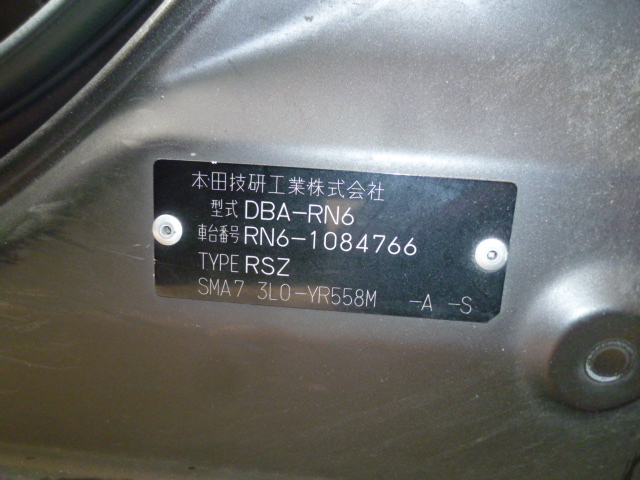 本田技研工業株式会社
型式 DBA-RN6
車台番号 RN6-1084766
TYPE RSZ
SMA7 3L0-YR558M -A -S